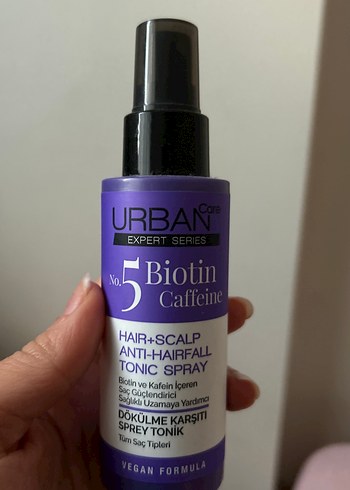 URBAN Care
EXPERT SERIES
No.5 Biotin
Caffeine
HAIR+SCALP
ANTI-HAIRFALL
TONIC SPRAY
Biotin ve Kafein İçeren
Saç Güçlendirici
Sağlıklı Uzamaya Yardımcı
DÖKÜLME KARŞITI
SPREY TONİK
Tüm Saç Tipleri
VEGAN FORMULA